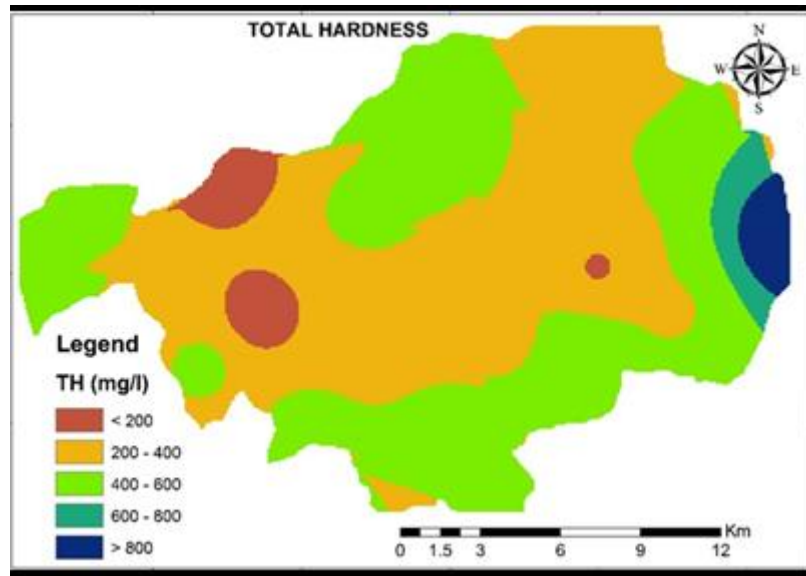 TOTAL HARDNESS
N
W E
S
Legend
TH (mg/l)
< 200
200 - 400
400 - 600
600 - 800
> 800
Km
0 1.5 3 6 9 12